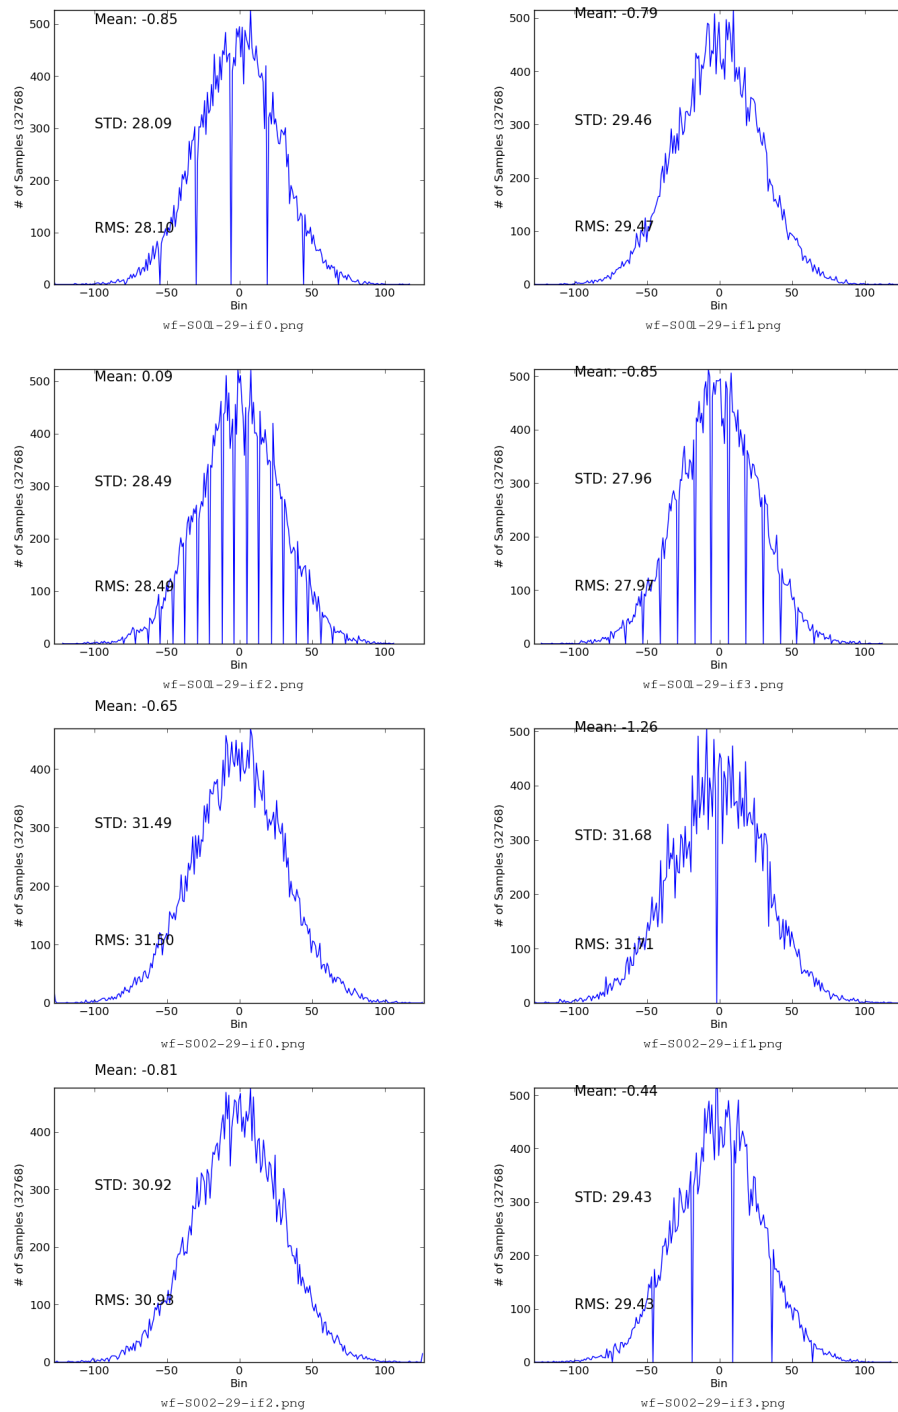 Mean: -0.85
STD: 28.09
RMS: 28.10
# of Samples (32768)
500
400
300
200
100
0
−100 −50 0 50 100
Bin
wf-S001-29-if0.png
Mean: -0.79
STD: 29.46
RMS: 29.47
# of Samples (32768)
500
400
300
200
100
0
−100 −50 0 50 100
Bin
wf-S001-29-if1.png
Mean: 0.09
STD: 28.49
RMS: 28.49
# of Samples (32768)
500
400
300
200
100
0
−100 −50 0 50 100
Bin
wf-S001-29-if2.png
Mean: -0.85
STD: 27.96
RMS: 27.97
# of Samples (32768)
500
400
300
200
100
0
−100 −50 0 50 100
Bin
wf-S001-29-if3.png
Mean: -0.65
STD: 31.49
RMS: 31.50
# of Samples (32768)
400
300
200
100
0
−100 −50 0 50 100
Bin
wf-S002-29-if0.png
Mean: -1.26
STD: 31.68
RMS: 31.71
# of Samples (32768)
500
400
300
200
100
0
−100 −50 0 50 100
Bin
wf-S002-29-if1.png
Mean: -0.81
STD: 30.92
RMS: 30.93
# of Samples (32768)
400
300
200
100
0
−100 −50 0 50 100
Bin
wf-S002-29-if2.png
Mean: -0.44
STD: 29.43
RMS: 29.43
# of Samples (32768)
500
400
300
200
100
0
−100 −50 0 50 100
Bin
wf-S002-29-if3.png